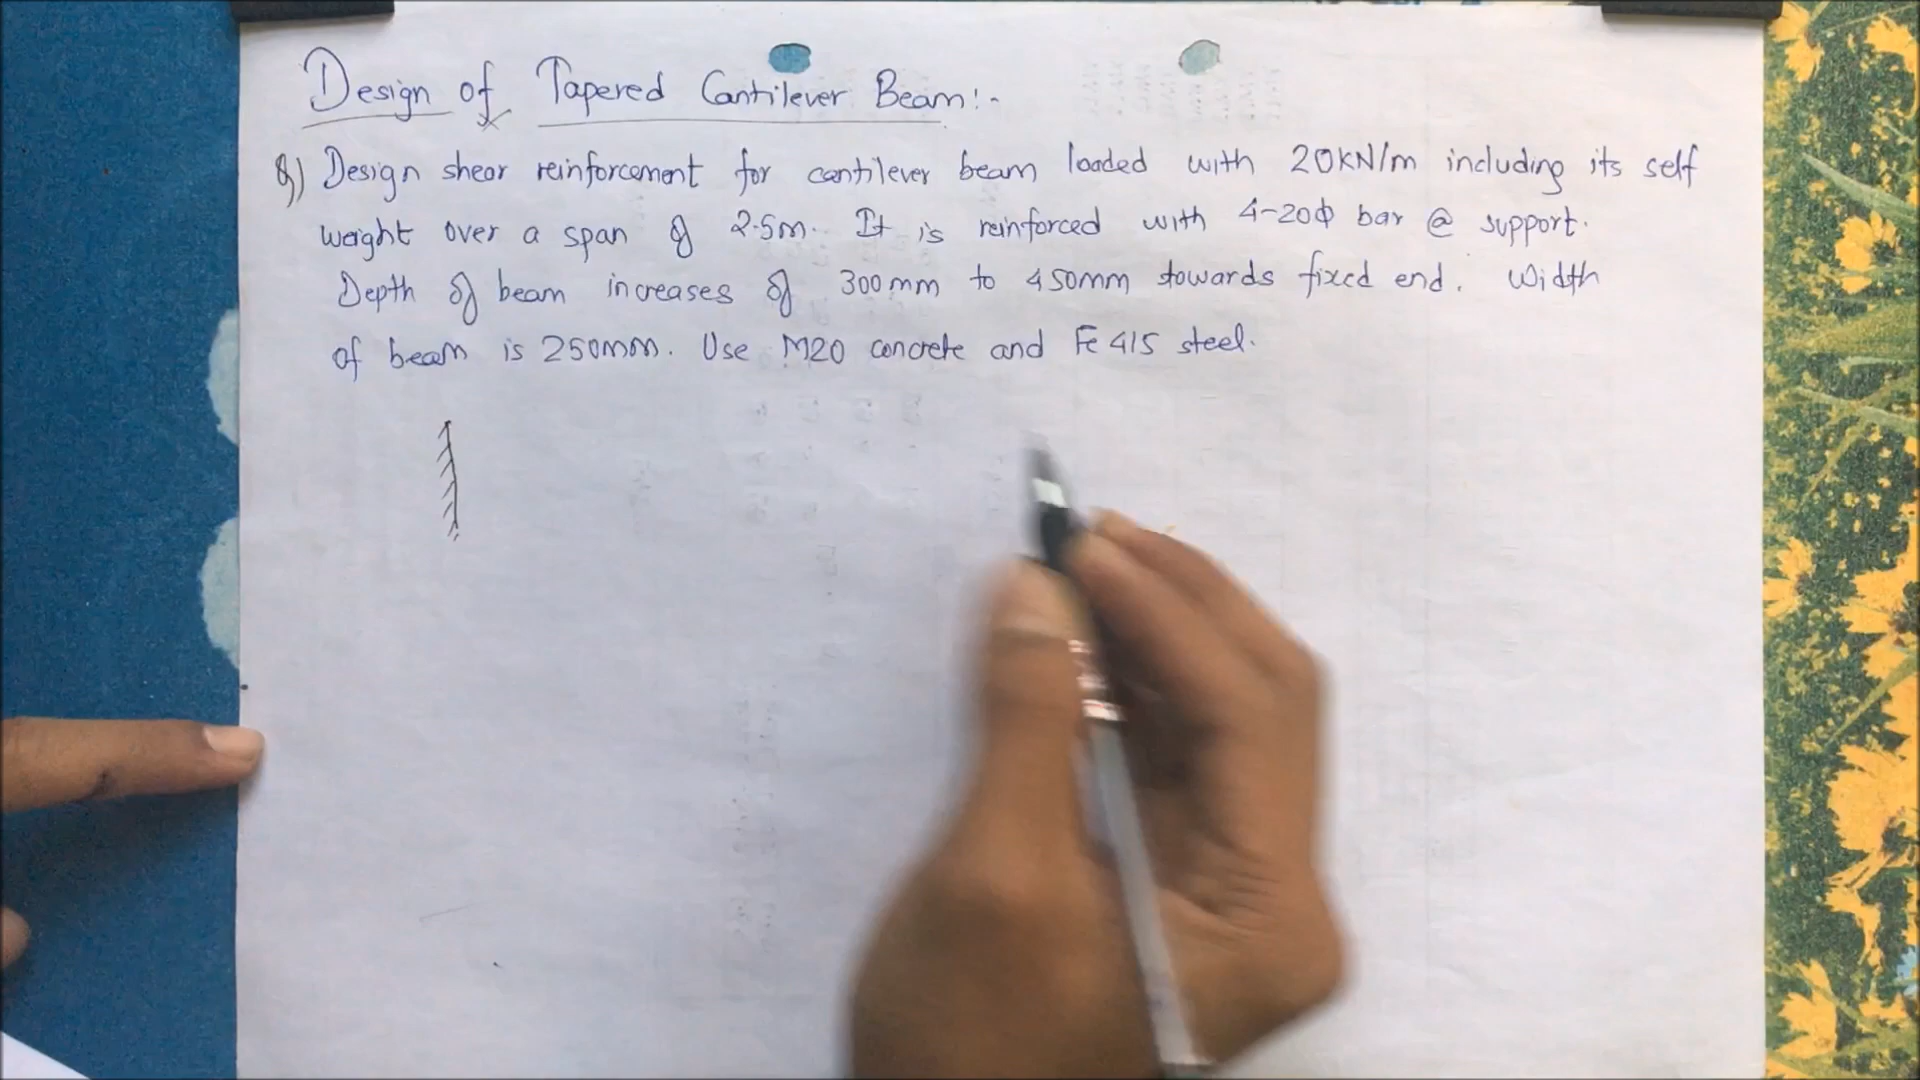 Design of Tapered Cantilever Beam:-
Q) Design shear reinforcement for cantilever beam loaded with 20kN/m including its self
weight over a span of 2.5m. It is reinforced with 4-20Φ bar @ support.
Depth of beam increases of 300mm to 450mm towards fixed end. Width
of beam is 250mm. Use M20 concrete and Fe 415 steel.